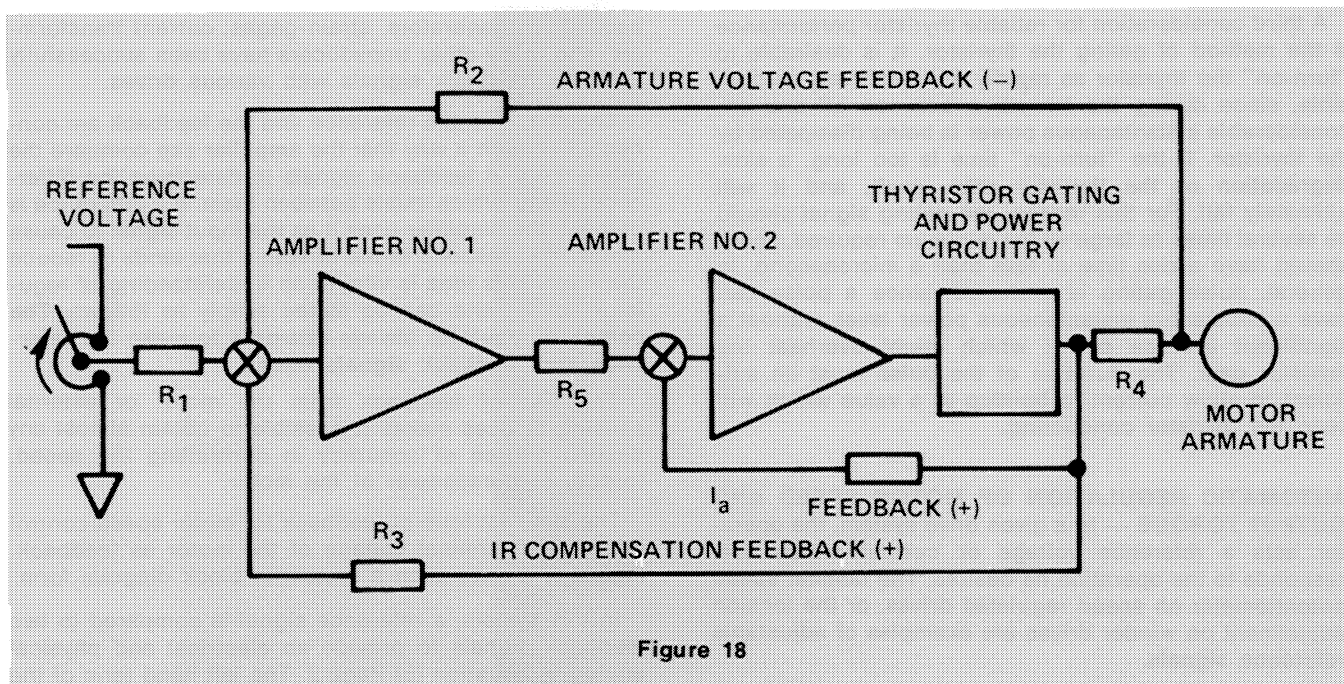 R2
ARMATURE VOLTAGE FEEDBACK (–)
REFERENCE
VOLTAGE
THYRISTOR GATING
AND POWER
CIRCUITRY
AMPLIFIER NO. 1
AMPLIFIER NO. 2
R1
R5
R4
MOTOR
ARMATURE
Ia
FEEDBACK (+)
R3
IR COMPENSATION FEEDBACK (+)
Figure 18